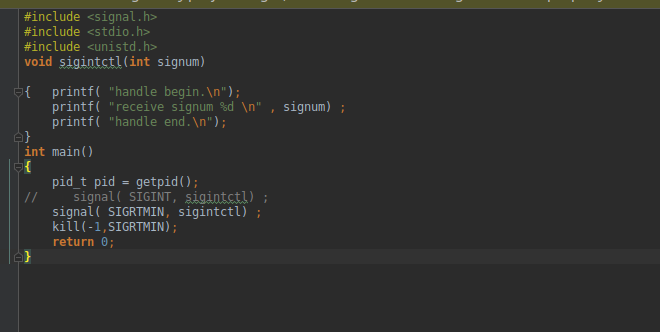 #include <signal.h>
#include <stdio.h>
#include <unistd.h>
void sigintctl(int signum)
{   printf( "handle begin.\n");
    printf( "receive signum %d \n" , signum) ;
    printf( "handle end.\n");
}
int main()
{
    pid_t pid = getpid();
//     signal( SIGINT, sigintctl) ;
    signal( SIGRTMIN, sigintctl) ;
    kill(-1,SIGRTMIN);
    return 0;
}